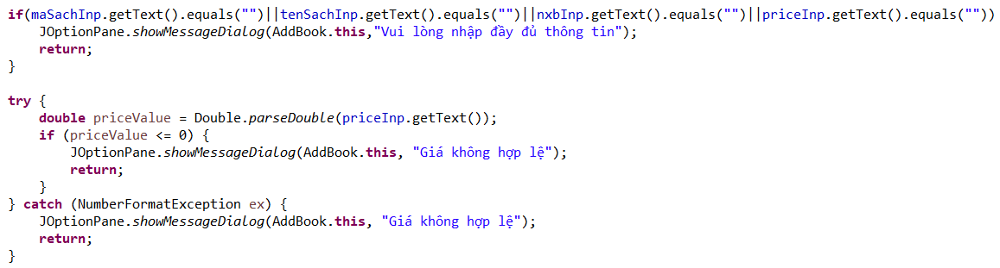 if(maSachInp.getText().equals("")||tenSachInp.getText().equals("")||nxbInp.getText().equals("")||priceInp.getText().equals(""))
    JOptionPane.showMessageDialog(AddBook.this,"Vui lòng nhập đầy đủ thông tin");
    return;
}

try {
    double priceValue = Double.parseDouble(priceInp.getText());
    if (priceValue <= 0) {
        JOptionPane.showMessageDialog(AddBook.this, "Giá không hợp lệ");
        return;
    }
} catch (NumberFormatException ex) {
    JOptionPane.showMessageDialog(AddBook.this, "Giá không hợp lệ");
    return;
}